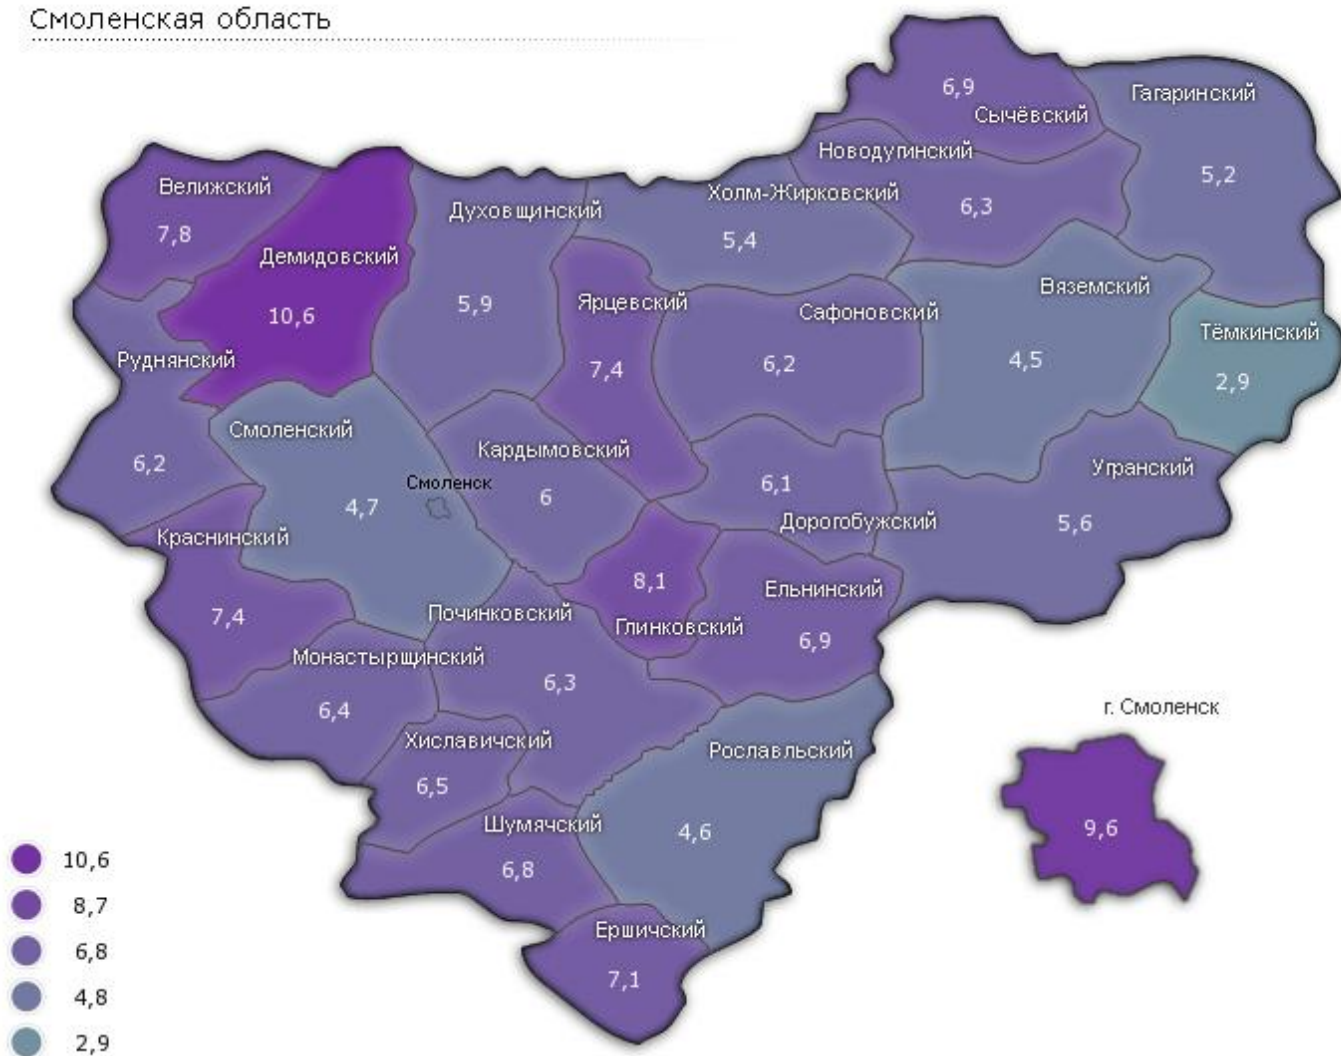 Смоленская область
6,9
Сычёвский
Гагаринский
5,2
Новодугинский
6,3
Велижский
7,8
Духовщинский
5,9
Холм-Жирковский
5,4
Демидовский
10,6
Ярцевский
7,4
Сафоновский
6,2
Вяземский
4,5
Тёмкинский
2,9
Руднянский
6,2
Смоленский
4,7
Смоленск
Кардымовский
6
6,1
Дорогобужский
Угранский
5,6
Краснинский
7,4
8,1
Глинковский
Ельнинский
6,9
Починковский
6,3
Монастырщинский
6,4
Хиславичский
6,5
Рославльский
4,6
Шумячский
6,8
Ершичский
7,1
г. Смоленск
9,6
10,6
8,7
6,8
4,8
2,9